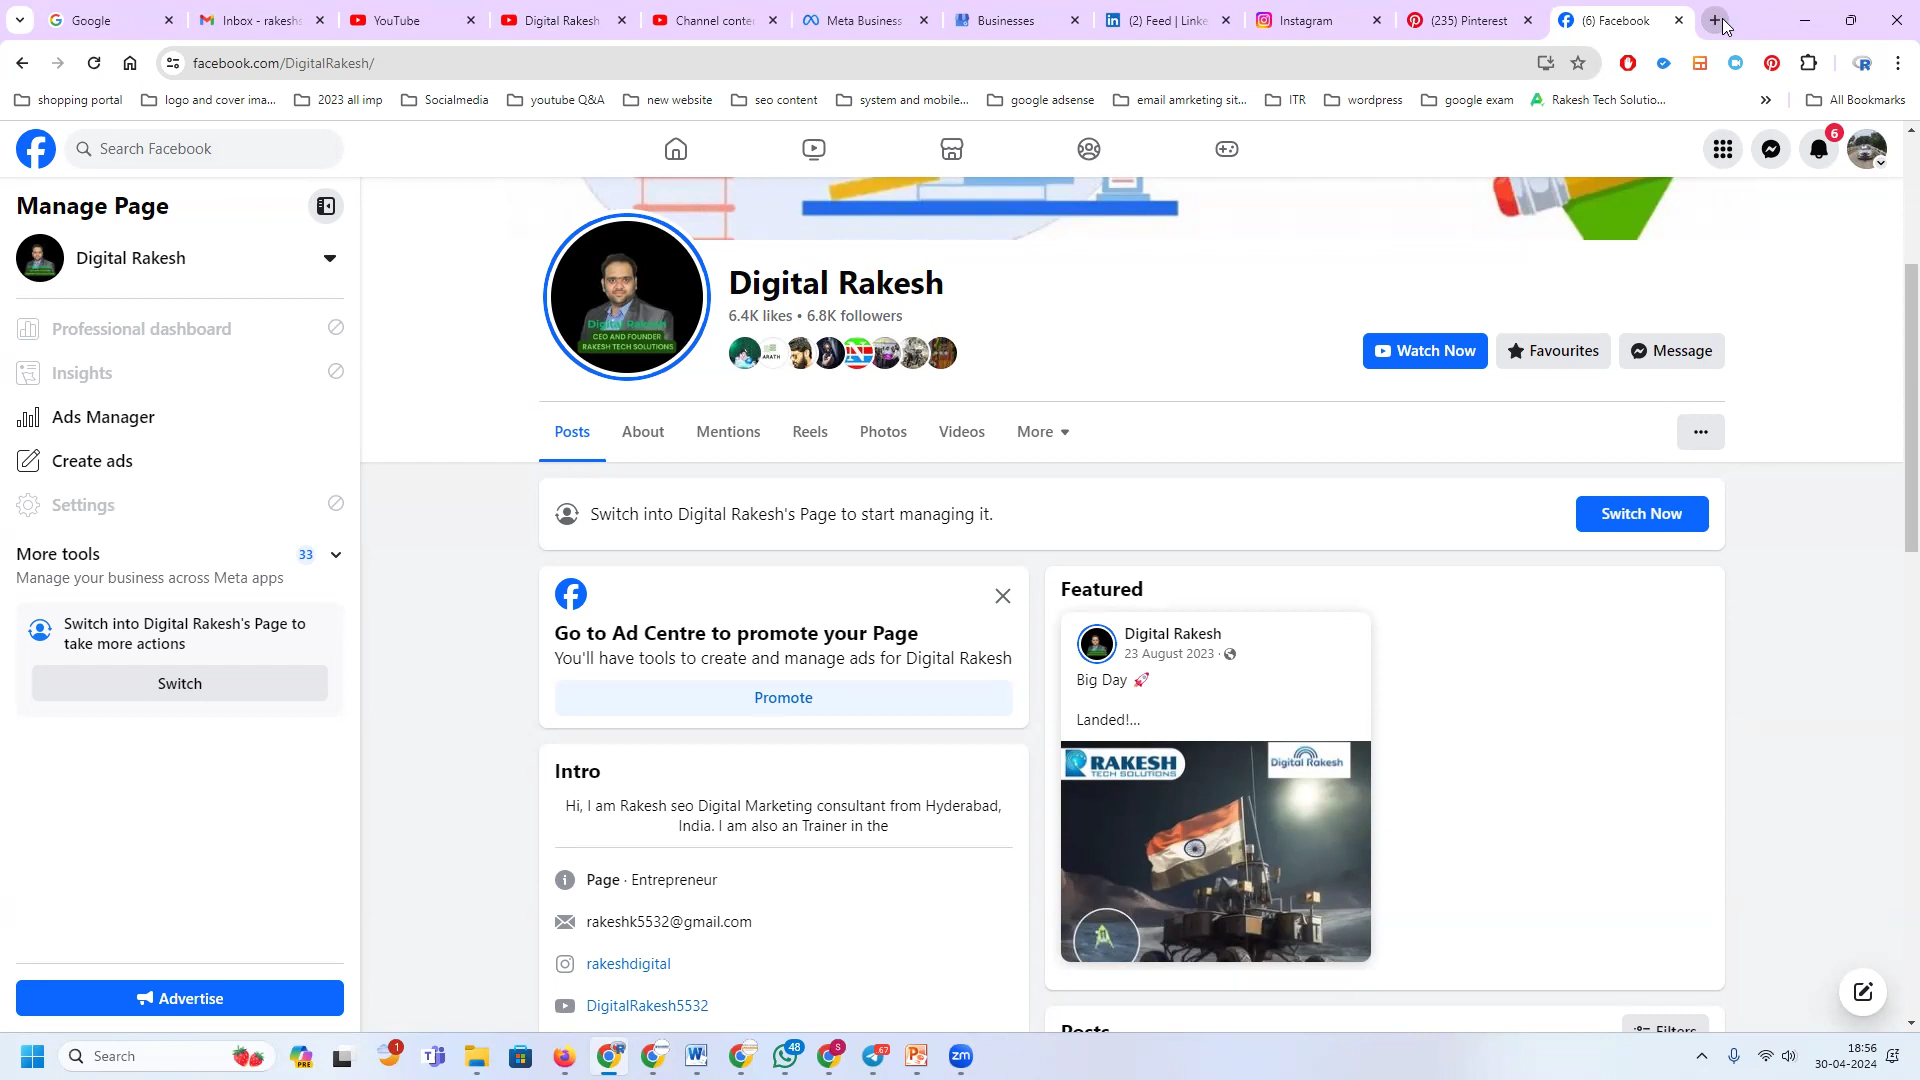 Google
Inbox - rakeshs
YouTube
Digital Rakesh
Channel conte
Meta Business
Businesses
(2) Feed | Linke
Instagram
(235) Pinterest
(6) Facebook
facebook.com/DigitalRakesh/
shopping portal
logo and cover ima...
2023 all imp
Socialmedia
youtube Q&A
new website
seo content
system and mobile...
google adsense
email amrketing sit...
ITR
wordpress
google exam
Rakesh Tech Solutio...
All Bookmarks
Search Facebook
6
Manage Page
Digital Rakesh
Professional dashboard
Insights
Ads Manager
Create ads
Settings
More tools 33
Manage your business across Meta apps
Switch into Digital Rakesh's Page to
take more actions
Switch
Advertise
Digital Rakesh
CEO AND FOUNDER
RAKESH TECH SOLUTIONS
Digital Rakesh
6.4K likes • 6.8K followers
ARATH
Watch Now
Favourites
Message
Posts
About
Mentions
Reels
Photos
Videos
More
Switch into Digital Rakesh's Page to start managing it.
Switch Now
Go to Ad Centre to promote your Page
You'll have tools to create and manage ads for Digital Rakesh
Promote
Intro
Hi, I am Rakesh seo Digital Marketing consultant from Hyderabad,
India. I am also an Trainer in the
Page · Entrepreneur
rakeshk5532@gmail.com
rakeshdigital
DigitalRakesh5532
Featured
Digital Rakesh
23 August 2023 ·
Big Day 🚀
Landed!...
RAKESH
TECH SOLUTIONS
Digital Rakesh
Posts
Filters
Search
PRE
1
48
S
67
zm
18:56
30-04-2024